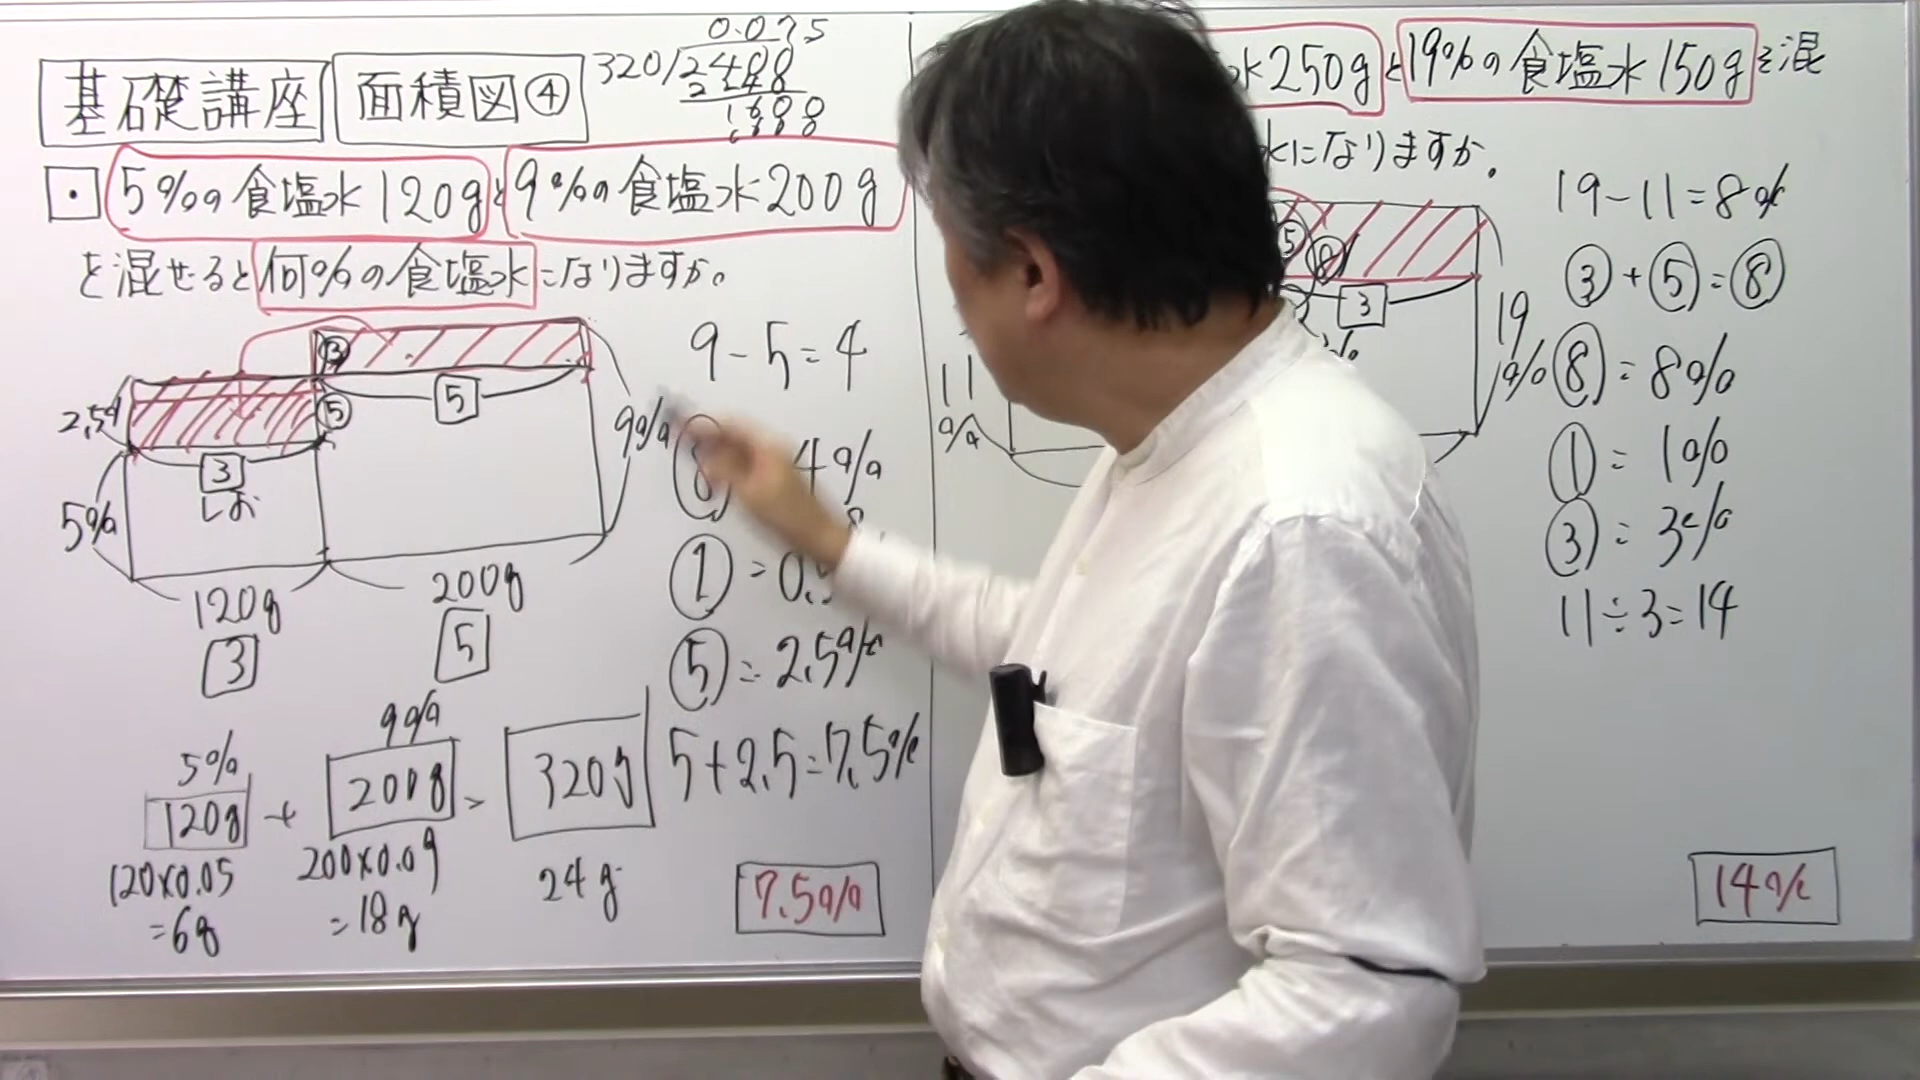 基礎講座 面積図④
0.075
320/2400
2240
1600
1600
・ 5%の食塩水120gと9%の食塩水200g
を混ぜると何%の食塩水になりますか。
③
⑤
5
2.5%
3
しお
5%
9%
120g
200g
3
5
9-5=4
4%
① = 0.5
⑤ = 2.5%
5+2.5=7.5%
5%
9%
120g + 200g = 320g
120×0.05
=6g
200×0.09
=18g
24g
7.5%
水250gと19%の食塩水150gを混
水になりますか。
⑤
⑧
3
11
%
19
%
19-11=8%
③+⑤=⑧
⑧=8%
①=1%
③=3%
11÷3=14
14%